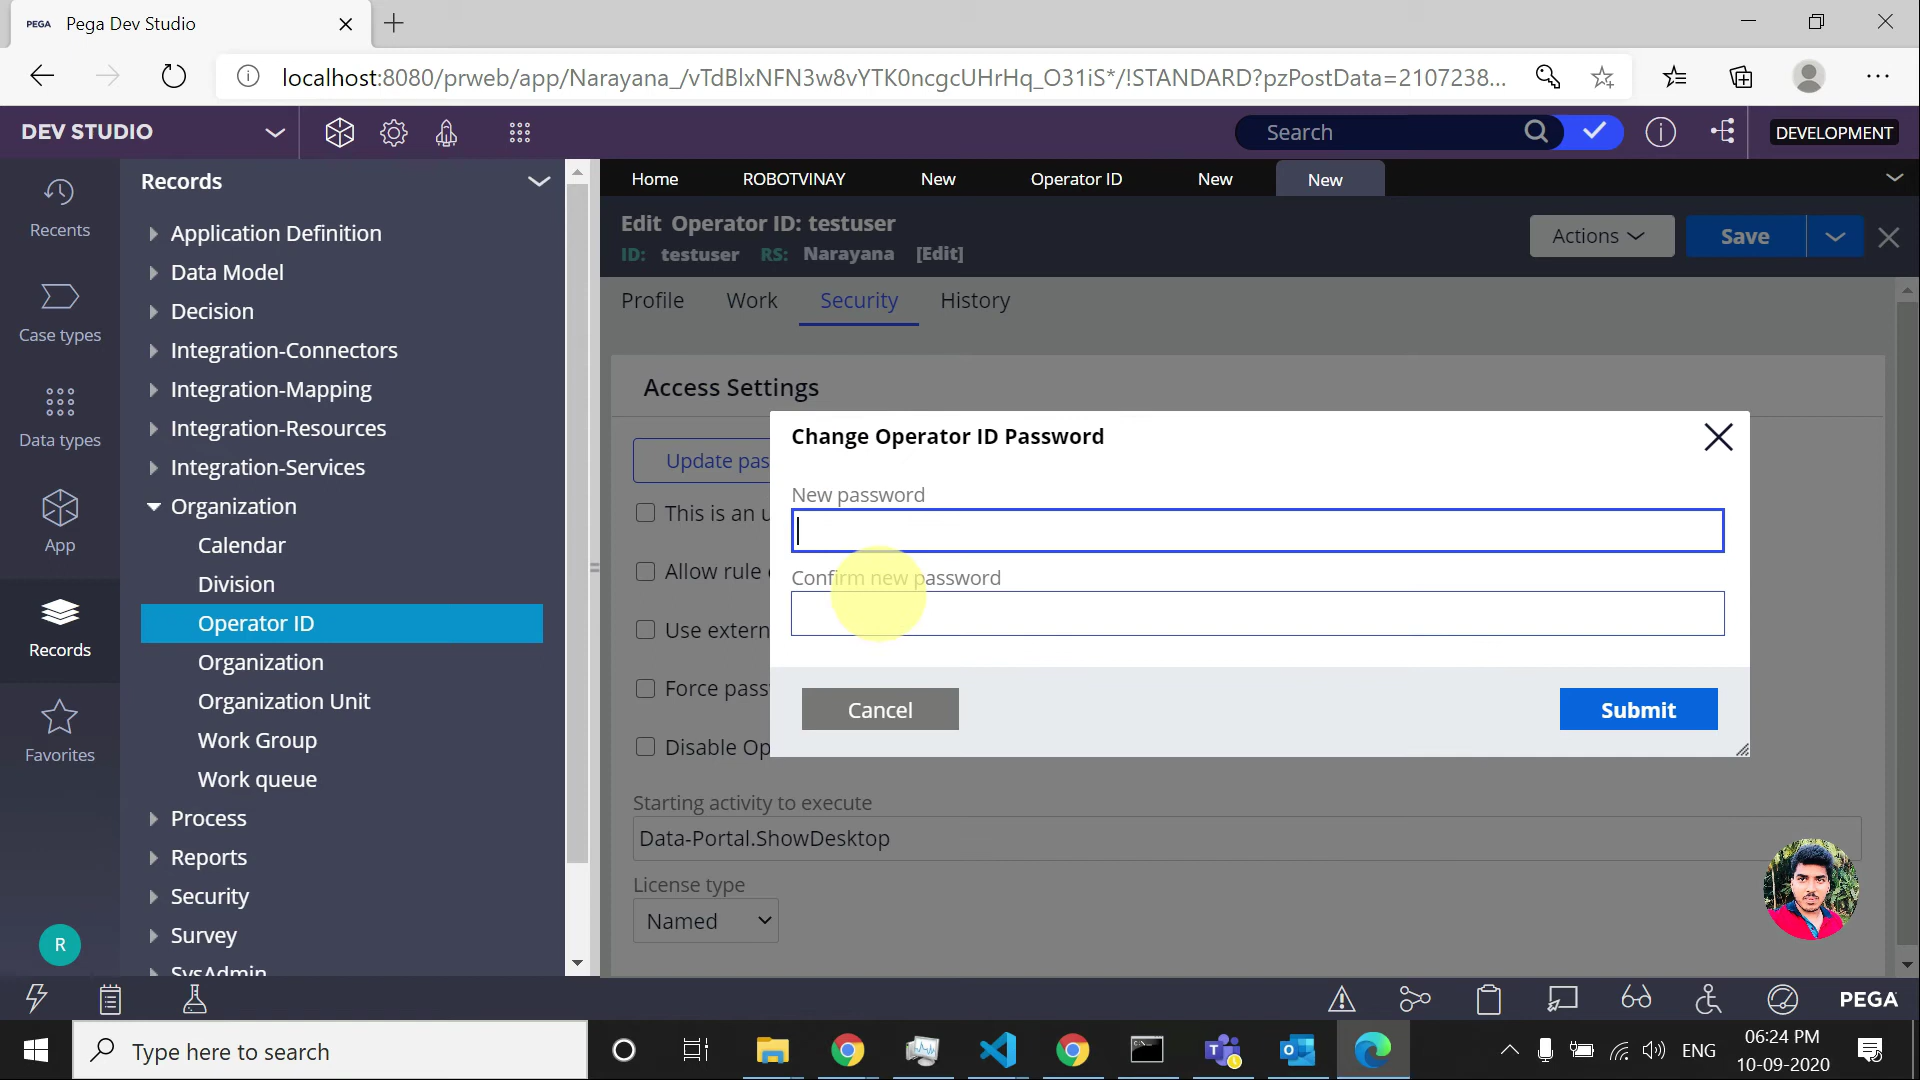 PEGA Pega Dev Studio
localhost:8080/prweb/app/Narayana_/vTdBlxNFN3w8vYTK0ncgcUHrHq_O31iS*/!STANDARD?pzPostData=2107238...
DEV STUDIO
Search
DEVELOPMENT
Recents
Case types
Data types
App
Records
Favorites
R
Records
Application Definition
Data Model
Decision
Integration-Connectors
Integration-Mapping
Integration-Resources
Integration-Services
Organization
Calendar
Division
Operator ID
Organization
Organization Unit
Work Group
Work queue
Process
Reports
Security
Survey
SysAdmin
Home ROBOTVINAY New Operator ID New New
Edit Operator ID: testuser
ID: testuser RS: Narayana [Edit]
Actions
Save
Profile Work Security History
Access Settings
Update pas
This is an u
Allow rule
Use extern
Force pass
Disable Op
Change Operator ID Password
New password
Confirm new password
Cancel
Submit
Starting activity to execute
Data-Portal.ShowDesktop
License type
Named
PEGA
Type here to search
ENG
06:24 PM
10-09-2020